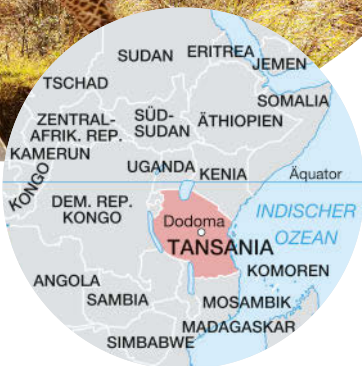 SUDAN
ERITREA
JEMEN
TSCHAD
SOMALIA
ZENTRAL-
AFRIK. REP.
SÜD-
SUDAN
ÄTHIOPIEN
KAMERUN
UGANDA
KENIA
Äquator
KONGO
DEM. REP.
KONGO
Dodoma
INDISCHER
OZEAN
TANSANIA
KOMOREN
ANGOLA
SAMBIA
MOSAMBIK
MADAGASKAR
SIMBABWE